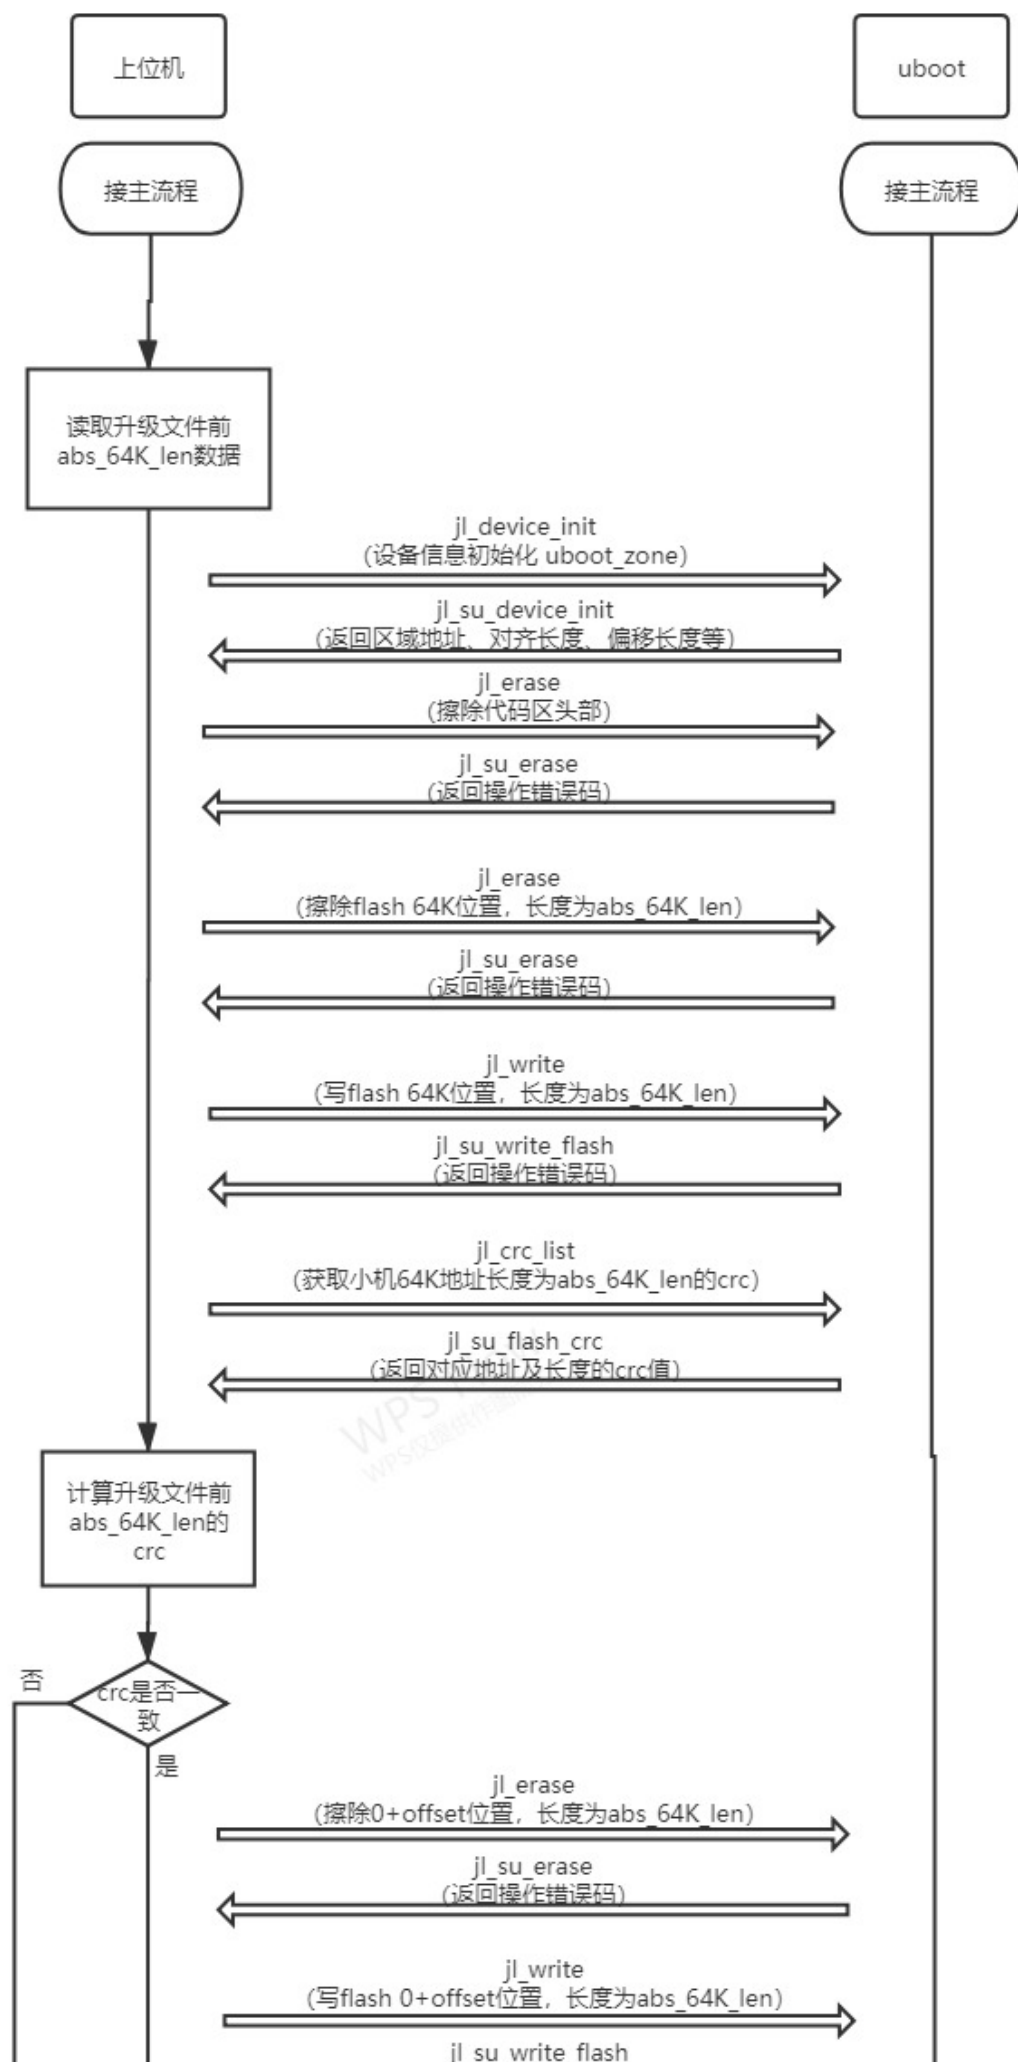 上位机
uboot
接主流程
接主流程
读取升级文件前
abs_64K_len数据
jl_device_init
（设备信息初始化 uboot_zone）
jl_su_device_init
（返回区域地址、对齐长度、偏移长度等）
jl_erase
（擦除代码区头部）
jl_su_erase
（返回操作错误码）
jl_erase
（擦除flash 64K位置，长度为abs_64K_len）
jl_su_erase
（返回操作错误码）
jl_write
（写flash 64K位置，长度为abs_64K_len）
jl_su_write_flash
（返回操作错误码）
jl_crc_list
（获取小机64K地址长度为abs_64K_len的crc）
jl_su_flash_crc
（返回对应地址及长度的crc值）
计算升级文件前
abs_64K_len的
crc
否
crc是否一
致
是
jl_erase
（擦除0+offset位置，长度为abs_64K_len）
jl_su_erase
（返回操作错误码）
jl_write
（写flash 0+offset位置，长度为abs_64K_len）
jl_su_write_flash